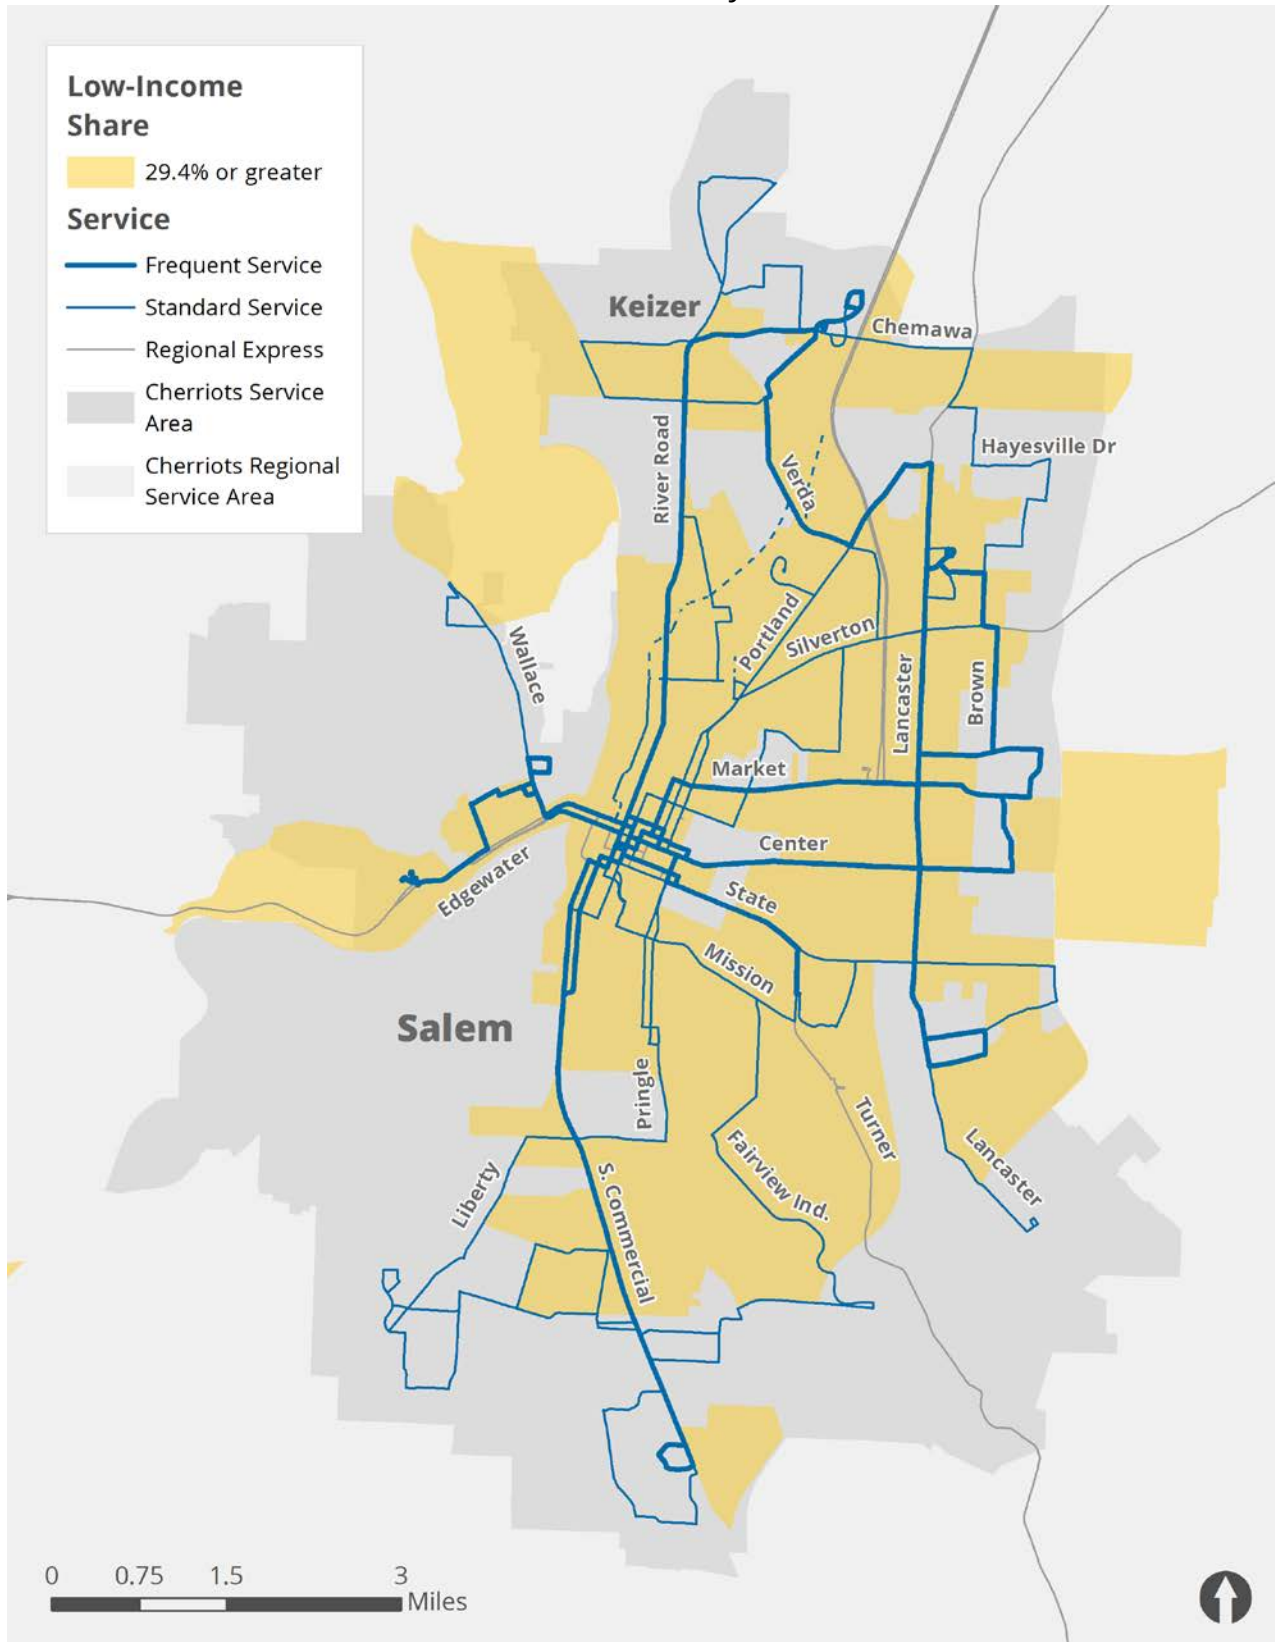 Low-Income
Share
29.4% or greater
Service
Frequent Service
Standard Service
Regional Express
Cherriots Service
Area
Cherriots Regional
Service Area
Keizer
Chemawa
River Road
Hayesville Dr
Verda
Portland
Silverton
Wallace
Lancaster
Brown
Market
Center
Edgewater
State
Mission
Salem
Pringle
Turner
Fairview Ind.
Lancaster
Liberty
S. Commercial
0 0.75 1.5 3
Miles